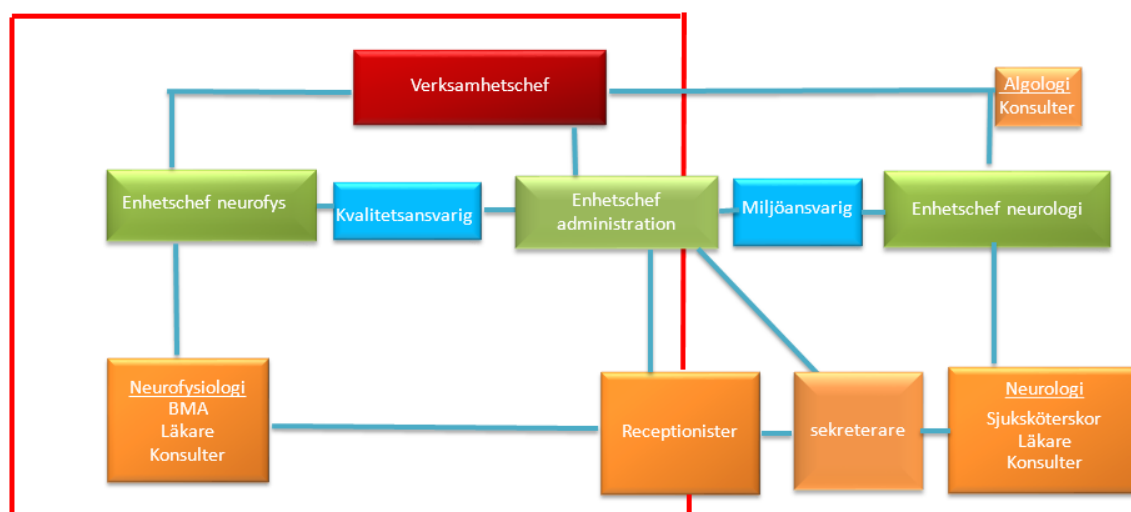 Verksamhetschef
Algologi
Konsulter
Enhetschef neurofys
Kvalitetsansvarig
Enhetschef
administration
Miljöansvarig
Enhetschef neurologi
Neurofysiologi
BMA
Läkare
Konsulter
Receptionister
sekreterare
Neurologi
Sjuksköterskor
Läkare
Konsulter